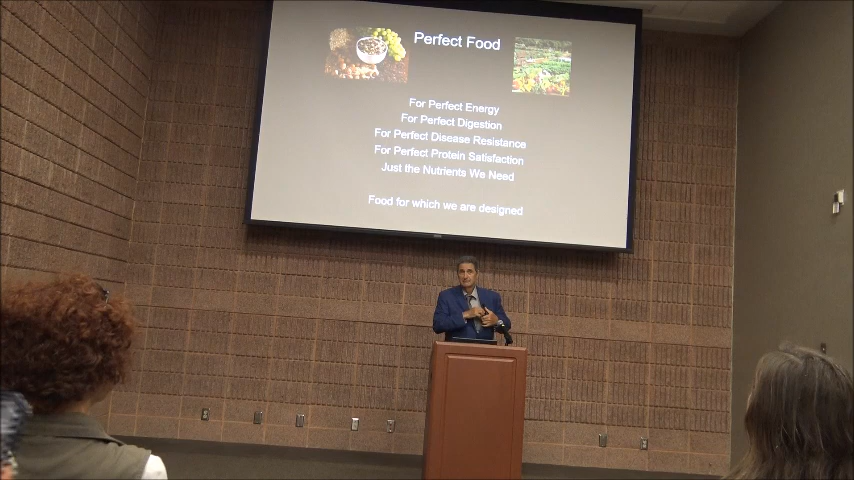 Perfect Food
For Perfect Energy
For Perfect Digestion
For Perfect Disease Resistance
For Perfect Protein Satisfaction
Just the Nutrients We Need
Food for which we are designed